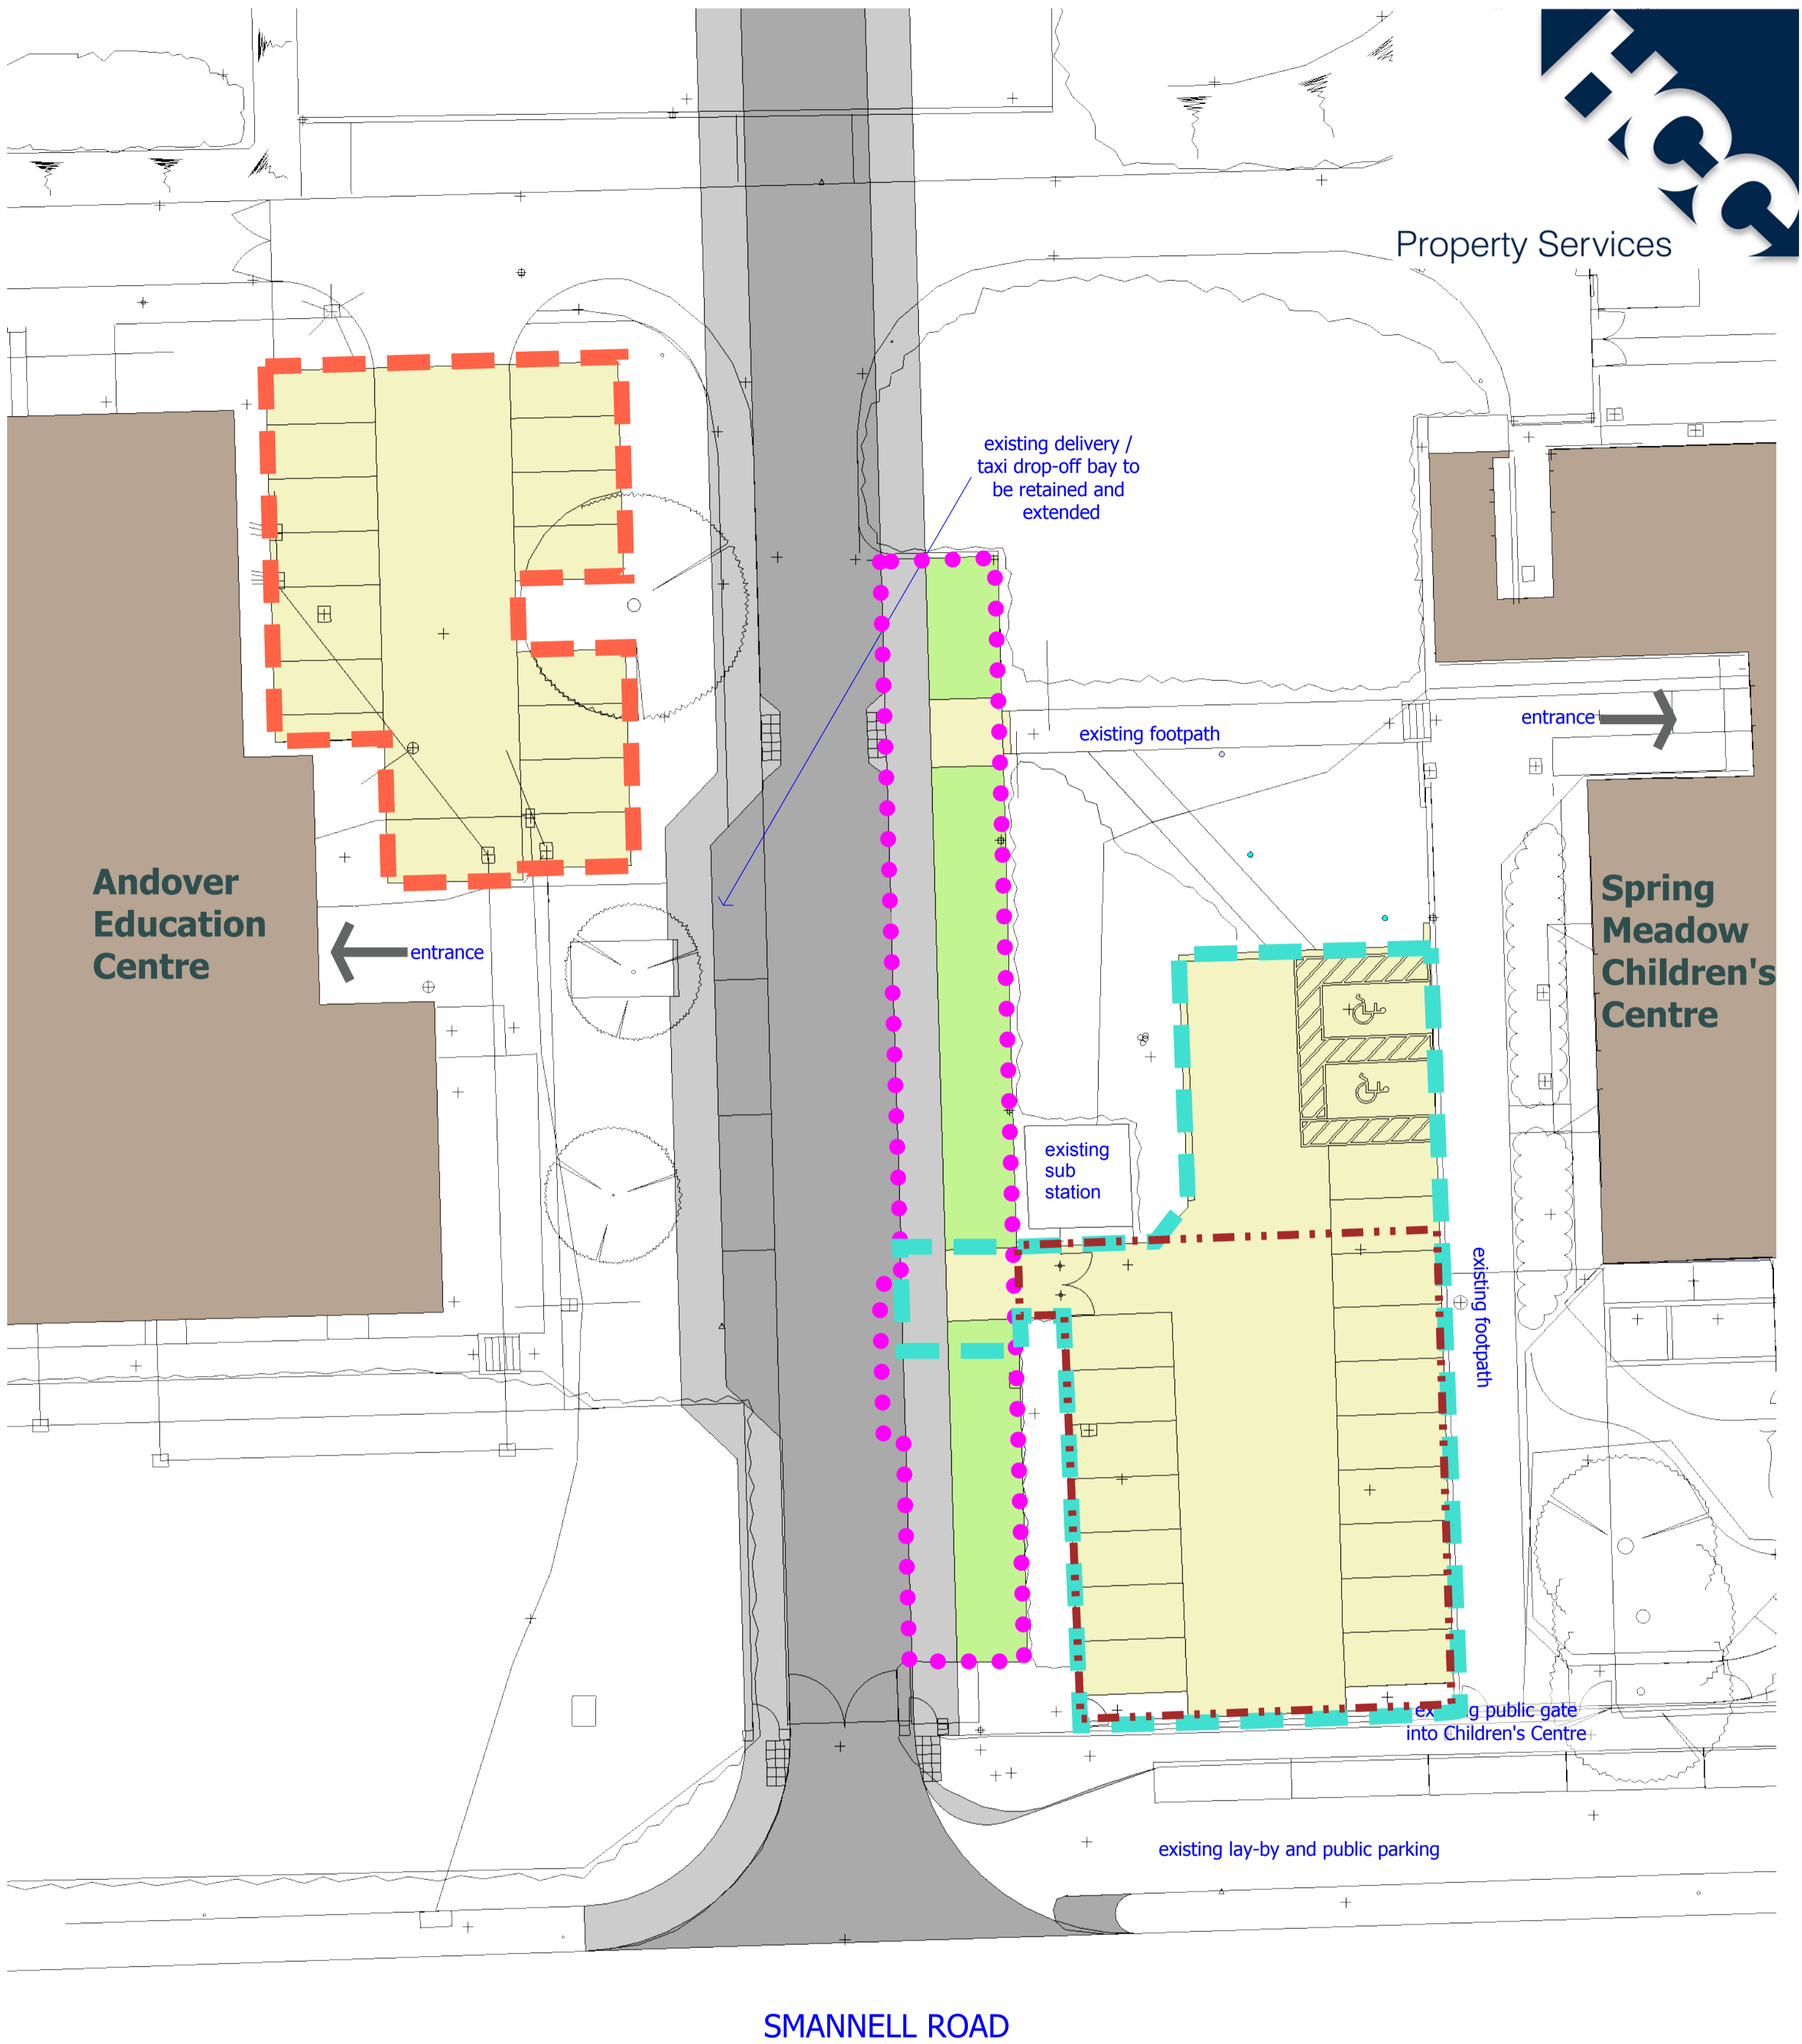 HCC
Property Services
existing delivery /
taxi drop-off bay to
be retained and
extended
entrance
existing footpath
Andover
Education
Centre
entrance
Spring
Meadow
Children's
Centre
existing
sub
station
existing footpath
public gate
into Children's Centre
existing lay-by and public parking
SMANNELL ROAD